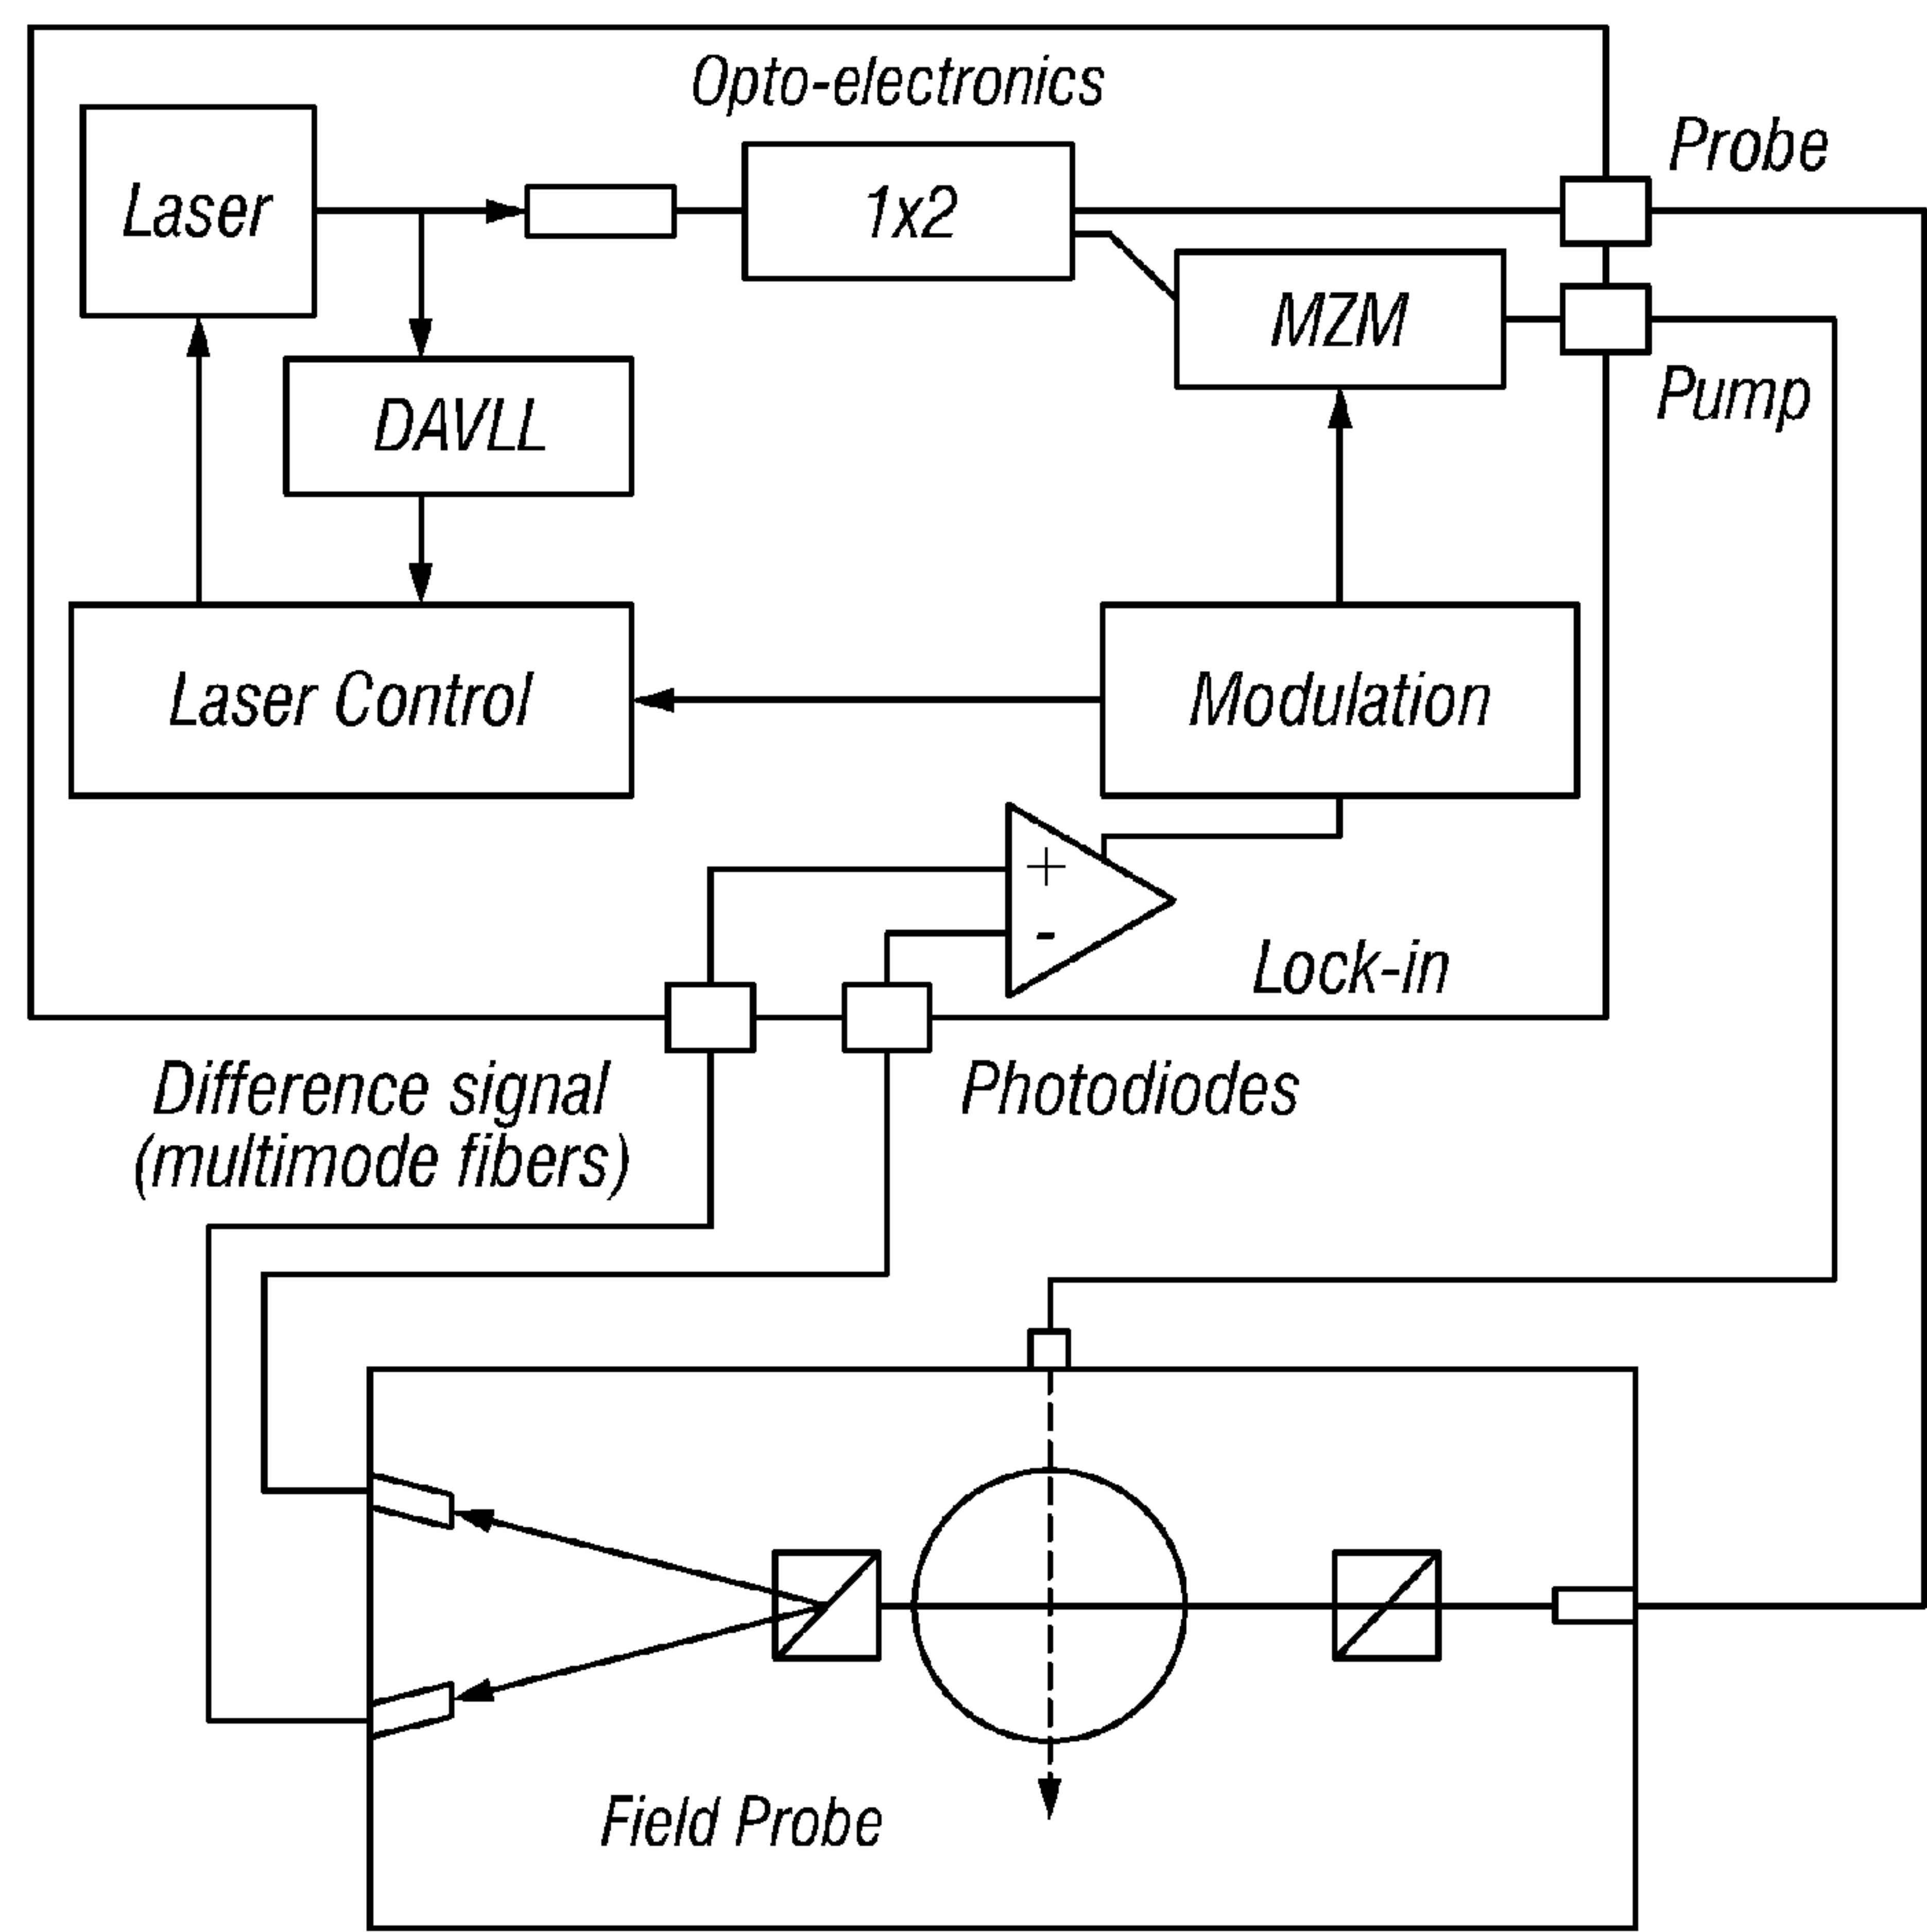 Opto-electronics
Probe
Laser
1x2
MZM
Pump
DAVLL
Laser Control
Modulation
+
-
Lock-in
Difference signal
(multimode fibers)
Photodiodes
Field Probe